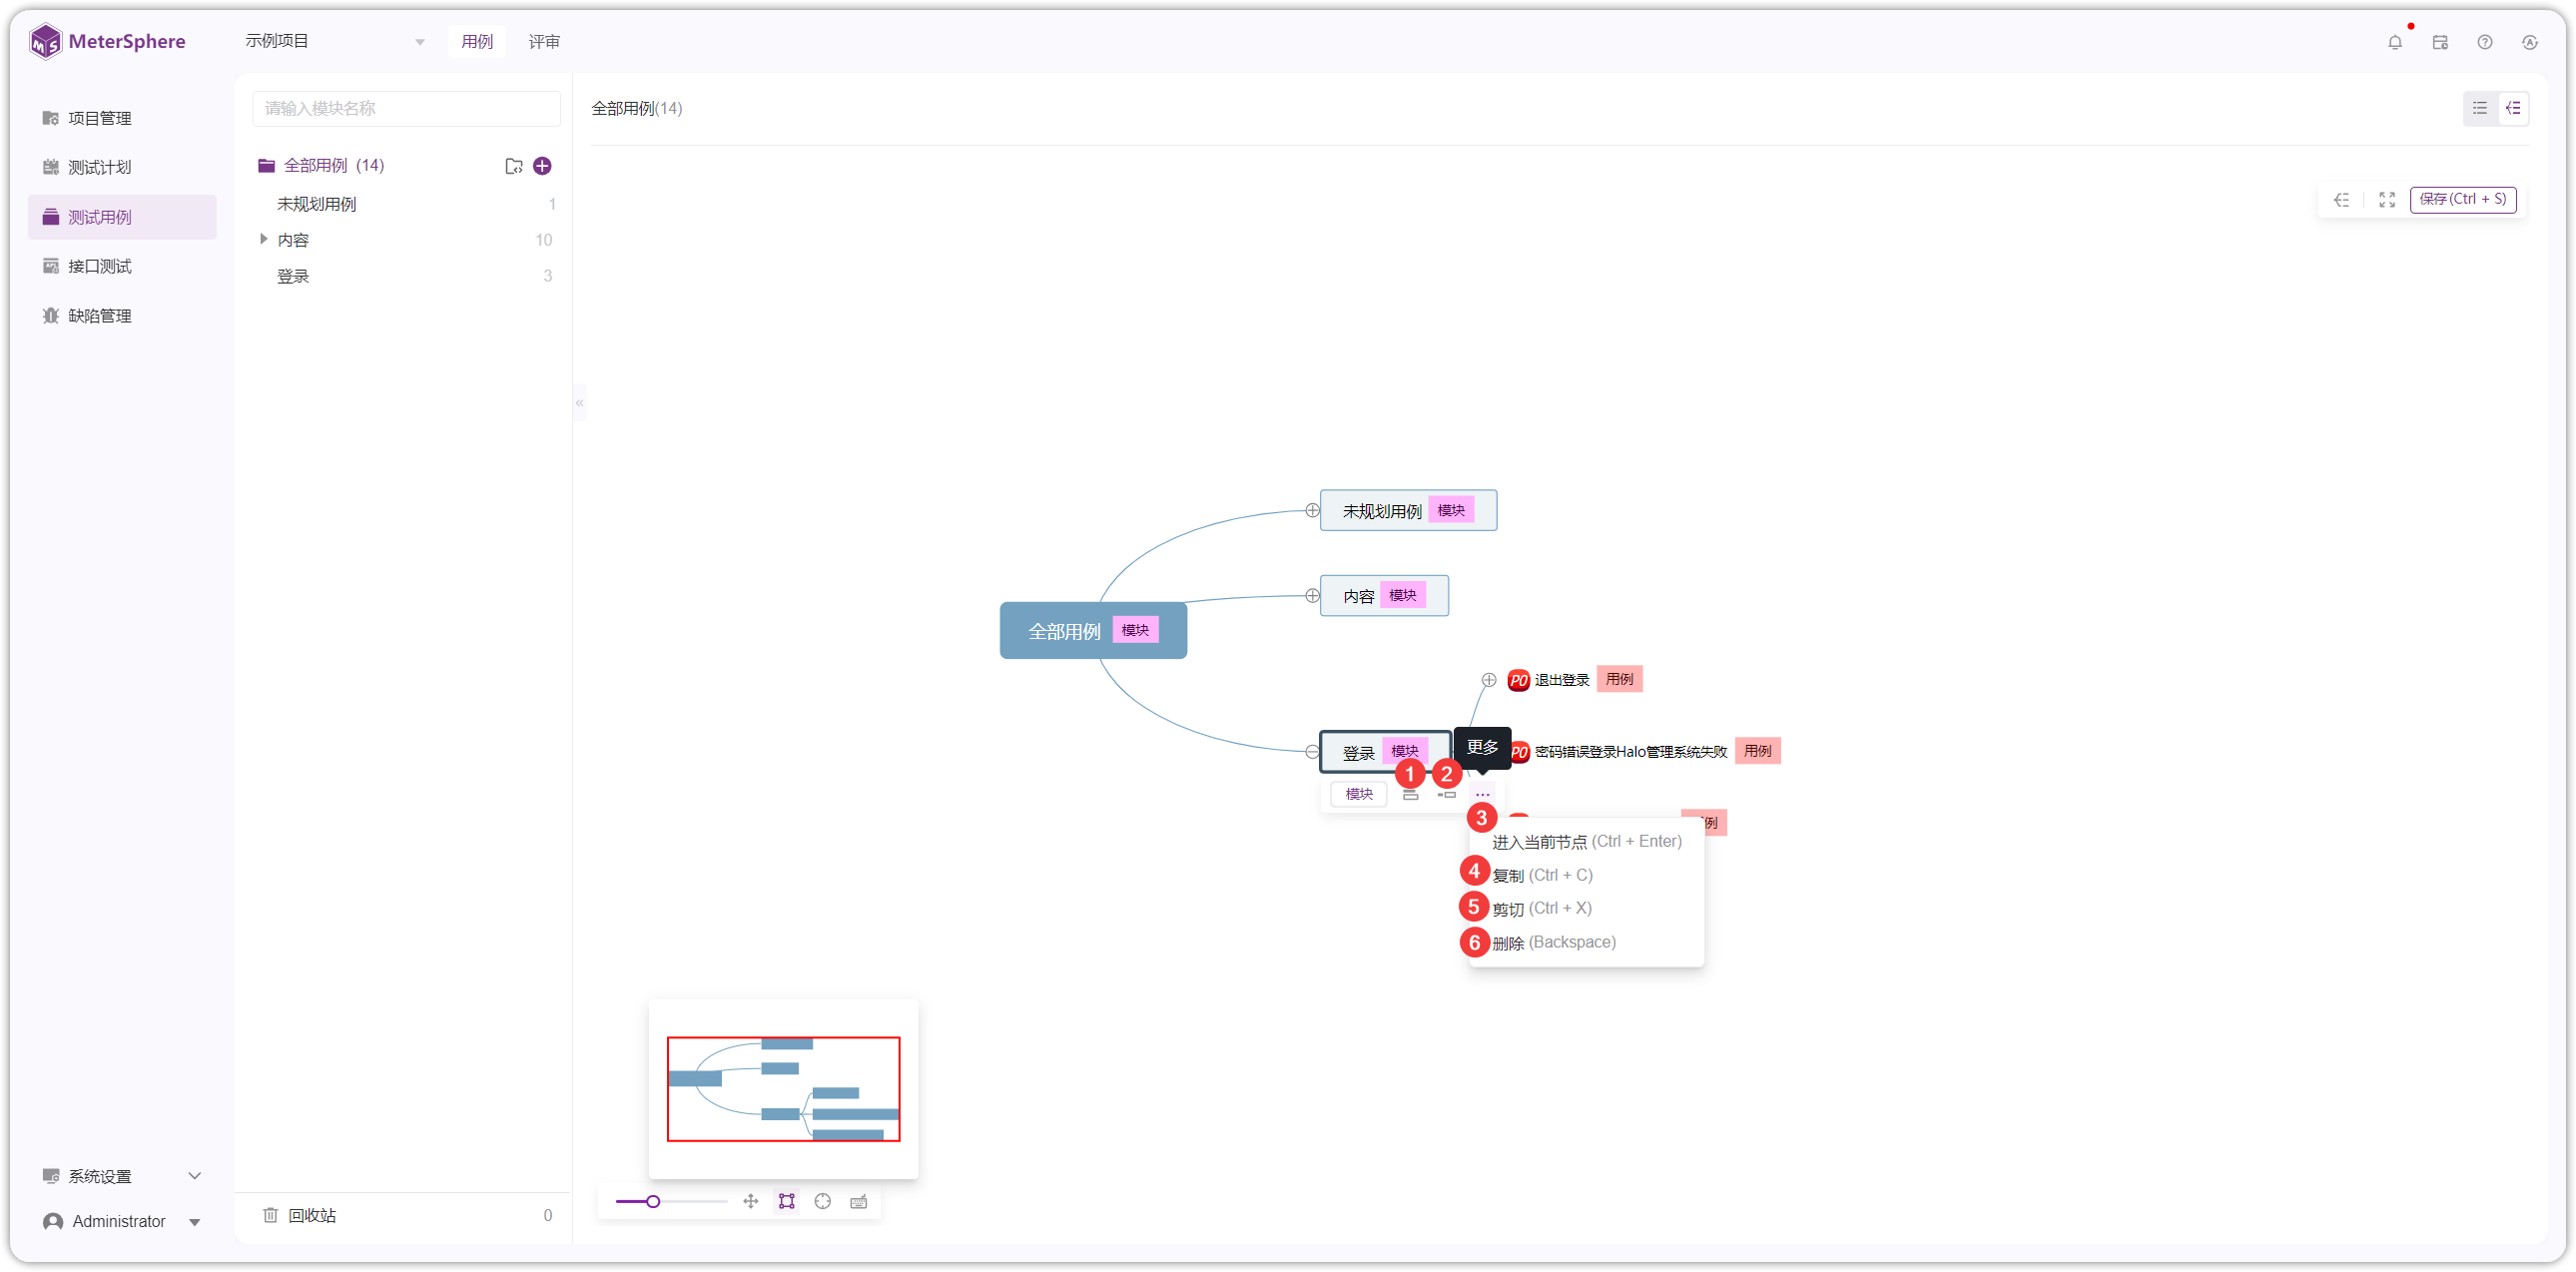 MeterSphere
示例项目
用例
评审
项目管理
测试计划
测试用例
接口测试
缺陷管理
系统设置
Administrator
请输入模块名称
全部用例 (14)
未规划用例 1
内容 10
登录 3
回收站 0
全部用例(14)
保存(Ctrl + S)
未规划用例 模块
内容 模块
全部用例 模块
P0 退出登录 用例
登录 模块
更多
P0 密码错误登录Halo管理系统失败 用例
1
2
模块
3
例
进入当前节点 (Ctrl + Enter)
4 复制 (Ctrl + C)
5 剪切 (Ctrl + X)
6 删除 (Backspace)